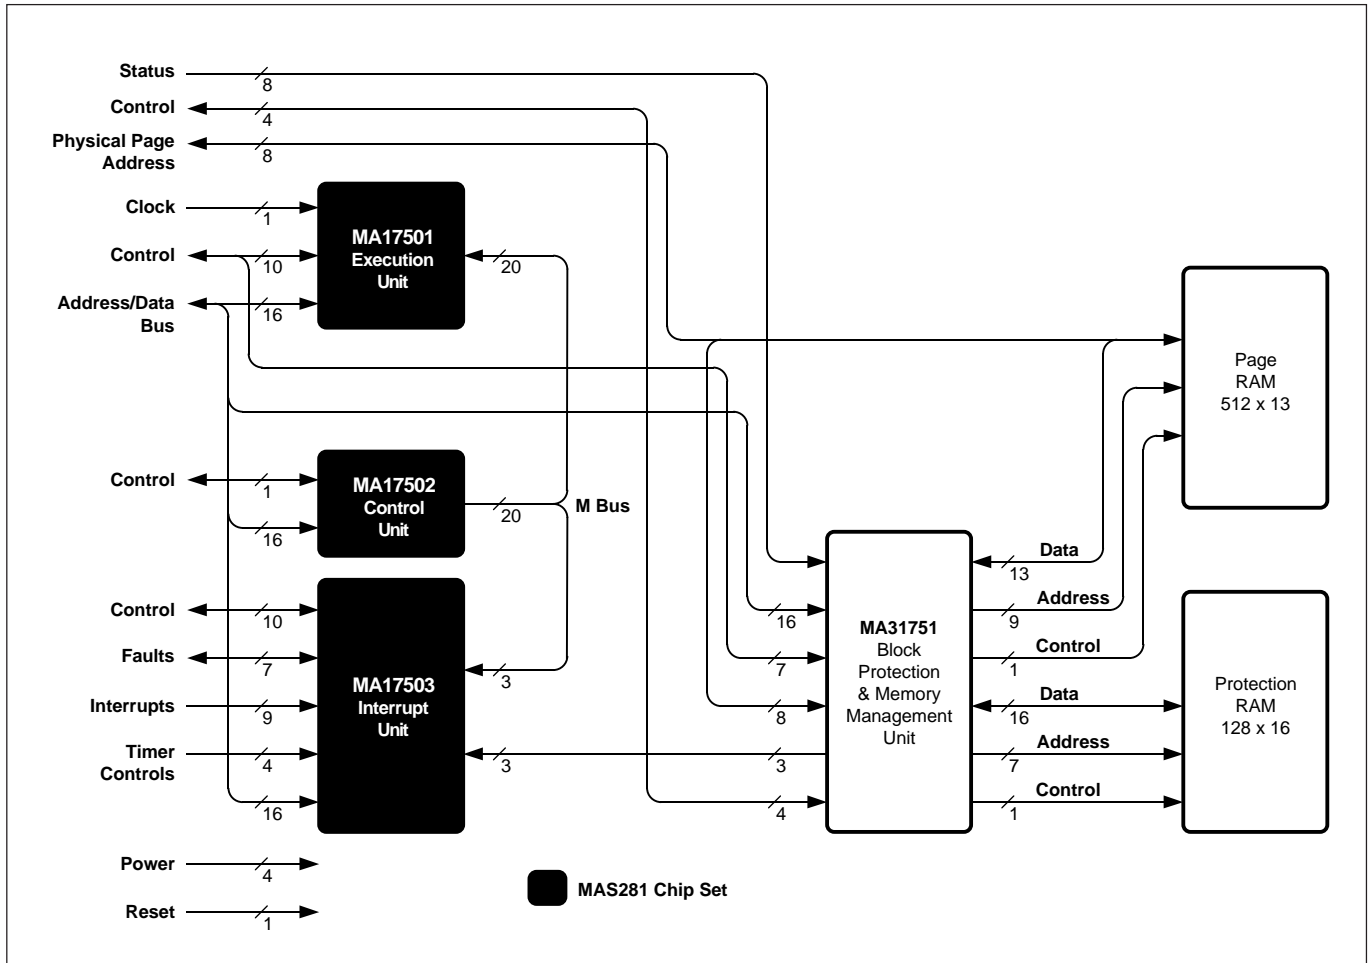 Status
8
Control
4
Physical Page
Address
8
Clock
1
Control
10
Address/Data
Bus
16
MA17501
Execution
Unit
20
Control
1
16
MA17502
Control
Unit
20
M Bus
Control
10
Faults
7
Interrupts
9
Timer
Controls
4
16
MA17503
Interrupt
Unit
3
3
Power
4
Reset
1
16
7
8
3
4
MA31751
Block
Protection
& Memory
Management
Unit
Data
13
Address
9
Control
1
Data
16
Address
7
Control
1
Page
RAM
512 x 13
Protection
RAM
128 x 16
MAS281 Chip Set